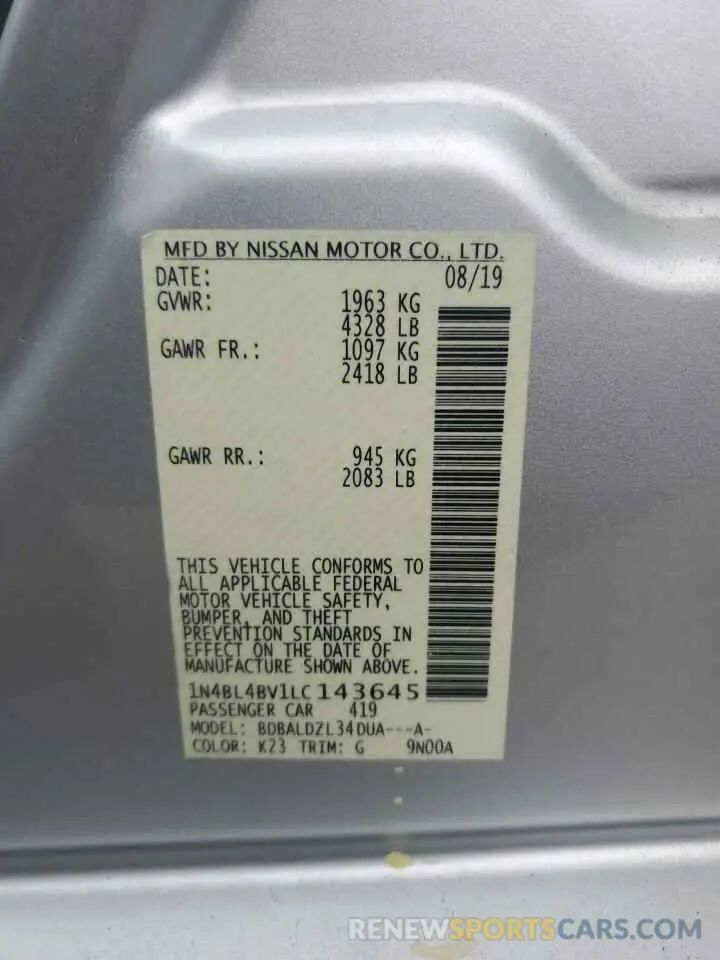 MFD BY NISSAN MOTOR CO., LTD.
DATE: 08/19
GVWR: 1963 KG
4328 LB
GAWR FR.: 1097 KG
2418 LB
GAWR RR.: 945 KG
2083 LB
THIS VEHICLE CONFORMS TO
ALL APPLICABLE FEDERAL
MOTOR VEHICLE SAFETY,
BUMPER, AND THEFT
PREVENTION STANDARDS IN
EFFECT ON THE DATE OF
MANUFACTURE SHOWN ABOVE.
1N4BL4BV1LC143645
PASSENGER CAR 419
MODEL: BDBALDZL34DUA---A-
COLOR: K23 TRIM: G 9N00A
RENEWSPORTSCARS.COM